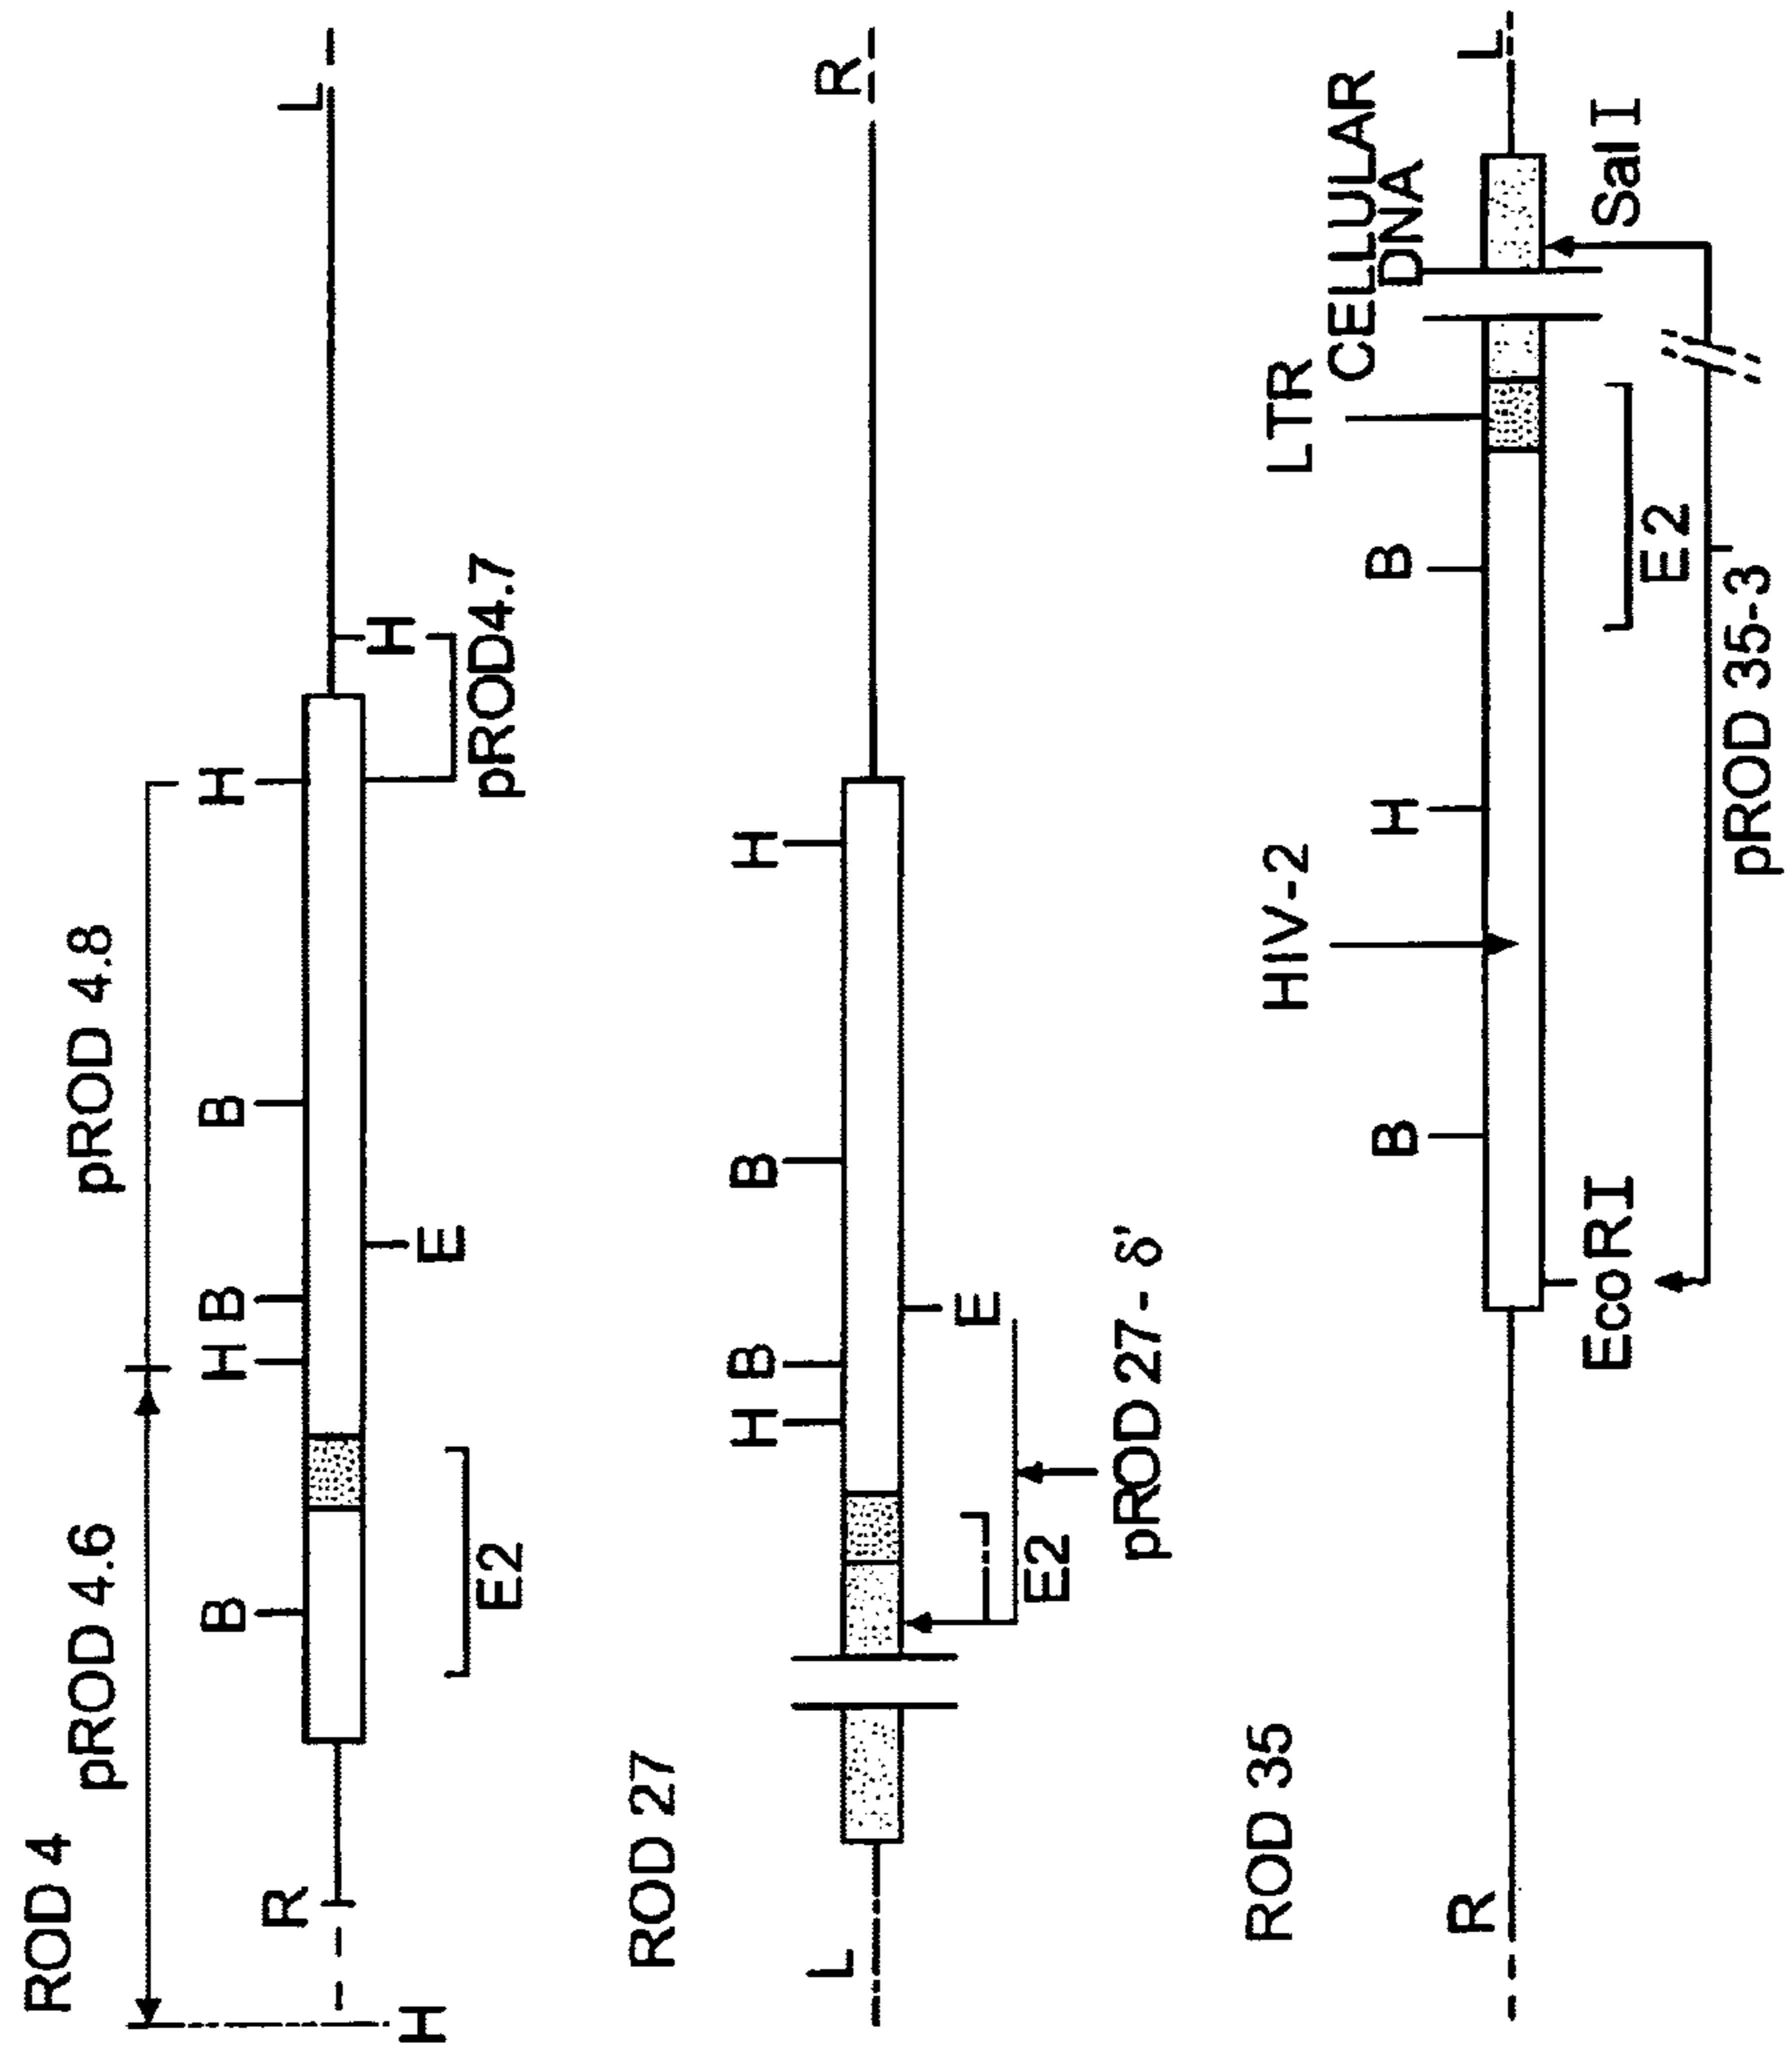 ROD 4
pROD 4.6
pROD 4.8
R
B
H
B
B
H
L
H
E2
E
H
pROD4.7
ROD 27
L
H
B
B
H
R
E2
E
pROD 27 - δ'
ROD 35
HIV-2
LTR
CELLULAR
DNA
R
B
H
B
L
EcoRI
E2
Sal I
pROD 35-3